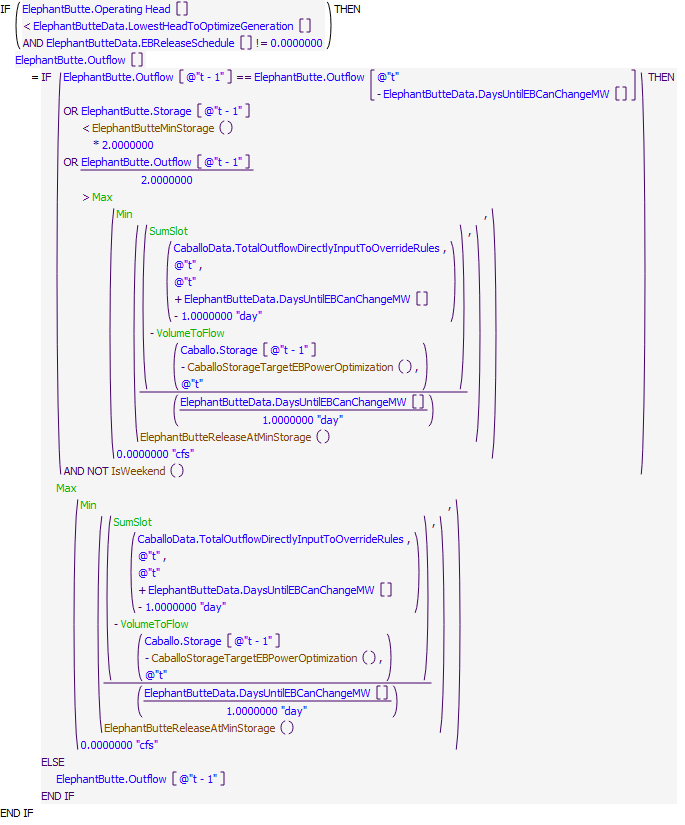 IF ElephantButte.Operating Head [] THEN
< ElephantButteData.LowestHeadToOptimizeGeneration []
AND ElephantButteData.EBReleaseSchedule [] != 0.0000000
ElephantButte.Outflow []
= IF ElephantButte.Outflow [@"t - 1"] == ElephantButte.Outflow [@"t" THEN
- ElephantButteData.DaysUntilEBCanChangeMW []]
OR ElephantButte.Storage [@"t - 1"]
< ElephantButteMinStorage ()
* 2.0000000
OR ElephantButte.Outflow [@"t - 1"]
2.0000000
> Max
(Min
(SumSlot
(CaballoData.TotalOutflowDirectlyInputToOverrideRules ,
@"t" ,
@"t"
+ ElephantButteData.DaysUntilEBCanChangeMW []
- 1.0000000 "day")
- VolumeToFlow
(Caballo.Storage [@"t - 1"]
- CaballoStorageTargetEBPowerOptimization () ,
@"t")
(ElephantButteData.DaysUntilEBCanChangeMW []
1.0000000 "day") ,
ElephantButteReleaseAtMinStorage ()) ,
0.0000000 "cfs")
AND NOT IsWeekend ()
Max
(Min
(SumSlot
(CaballoData.TotalOutflowDirectlyInputToOverrideRules ,
@"t" ,
@"t"
+ ElephantButteData.DaysUntilEBCanChangeMW []
- 1.0000000 "day")
- VolumeToFlow
(Caballo.Storage [@"t - 1"]
- CaballoStorageTargetEBPowerOptimization () ,
@"t")
(ElephantButteData.DaysUntilEBCanChangeMW []
1.0000000 "day") ,
ElephantButteReleaseAtMinStorage ()) ,
0.0000000 "cfs")
ELSE
ElephantButte.Outflow [@"t - 1"]
END IF
END IF